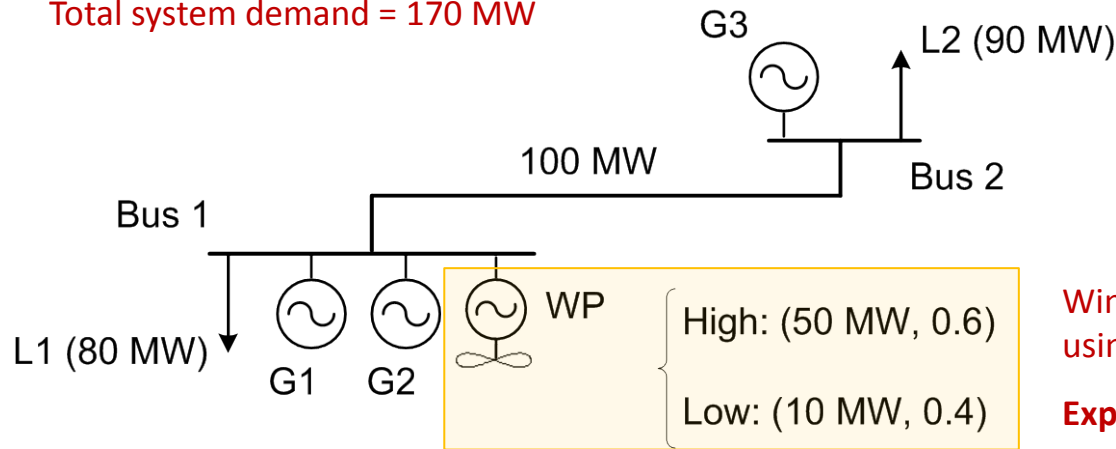 Total system demand = 170 MW
G3
L2 (90 MW)
100 MW
Bus 2
Bus 1
WP
High: (50 MW, 0.6)
L1 (80 MW)
G1
G2
Low: (10 MW, 0.4)